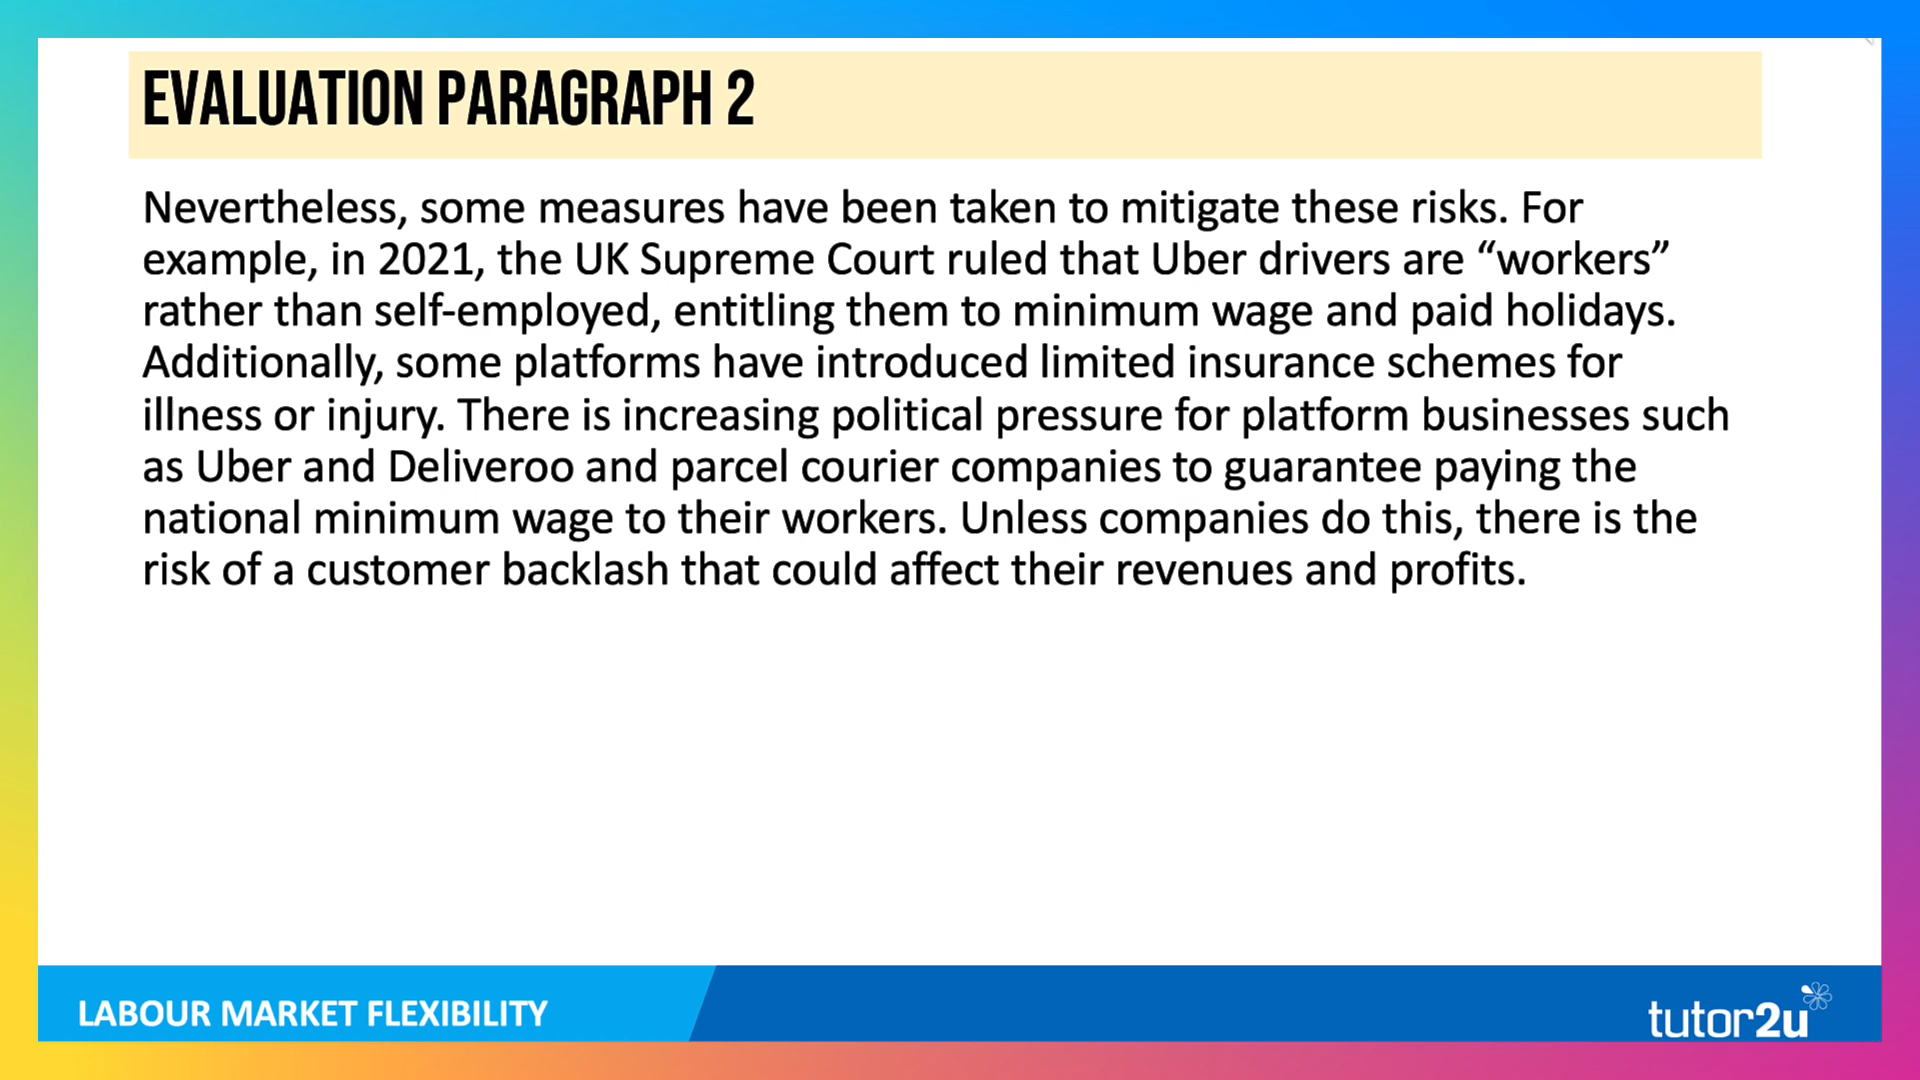 EVALUATION PARAGRAPH 2
Nevertheless, some measures have been taken to mitigate these risks. For
example, in 2021, the UK Supreme Court ruled that Uber drivers are “workers”
rather than self-employed, entitling them to minimum wage and paid holidays.
Additionally, some platforms have introduced limited insurance schemes for
illness or injury. There is increasing political pressure for platform businesses such
as Uber and Deliveroo and parcel courier companies to guarantee paying the
national minimum wage to their workers. Unless companies do this, there is the
risk of a customer backlash that could affect their revenues and profits.
LABOUR MARKET FLEXIBILITY
tutor2u